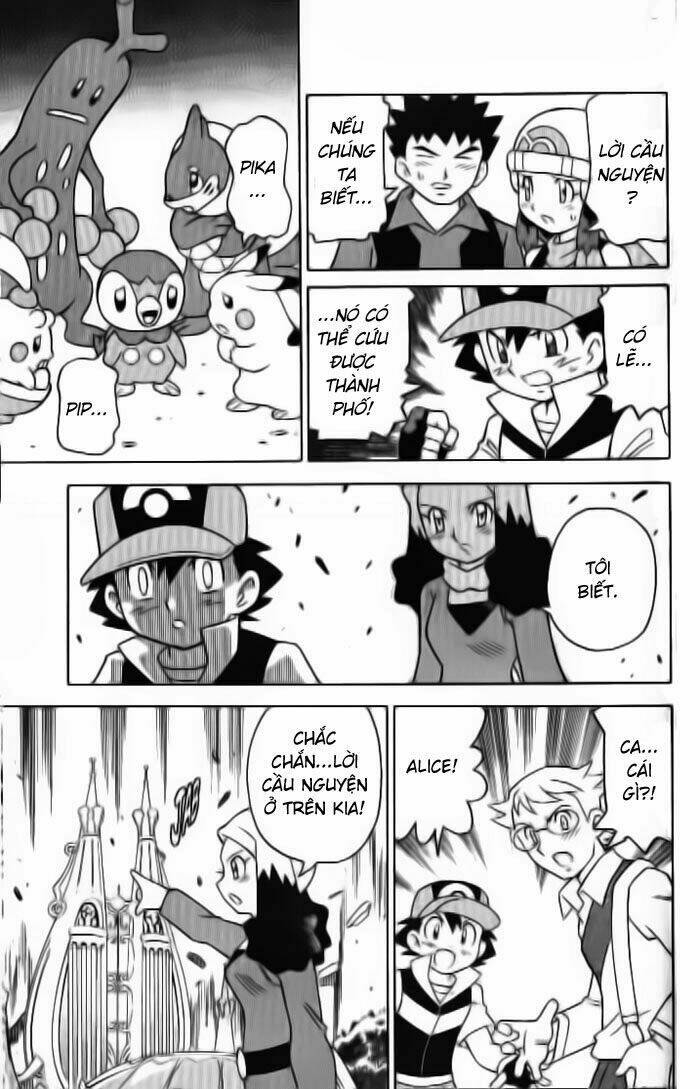 LỜI CẦU
NGUYỆN
?
NẾU
CHÚNG
TA
BIẾT...
PIKA
...
PIP...
CÓ
LẼ...
...NÓ CÓ
THỂ CỨU
ĐƯỢC
THÀNH
PHỐ!
TÔI
BIẾT.
CA...
CÁI
GÌ?!
ALICE!
CHẮC
CHẮN...LỜI
CẦU NGUYỆN
Ở TRÊN KIA!